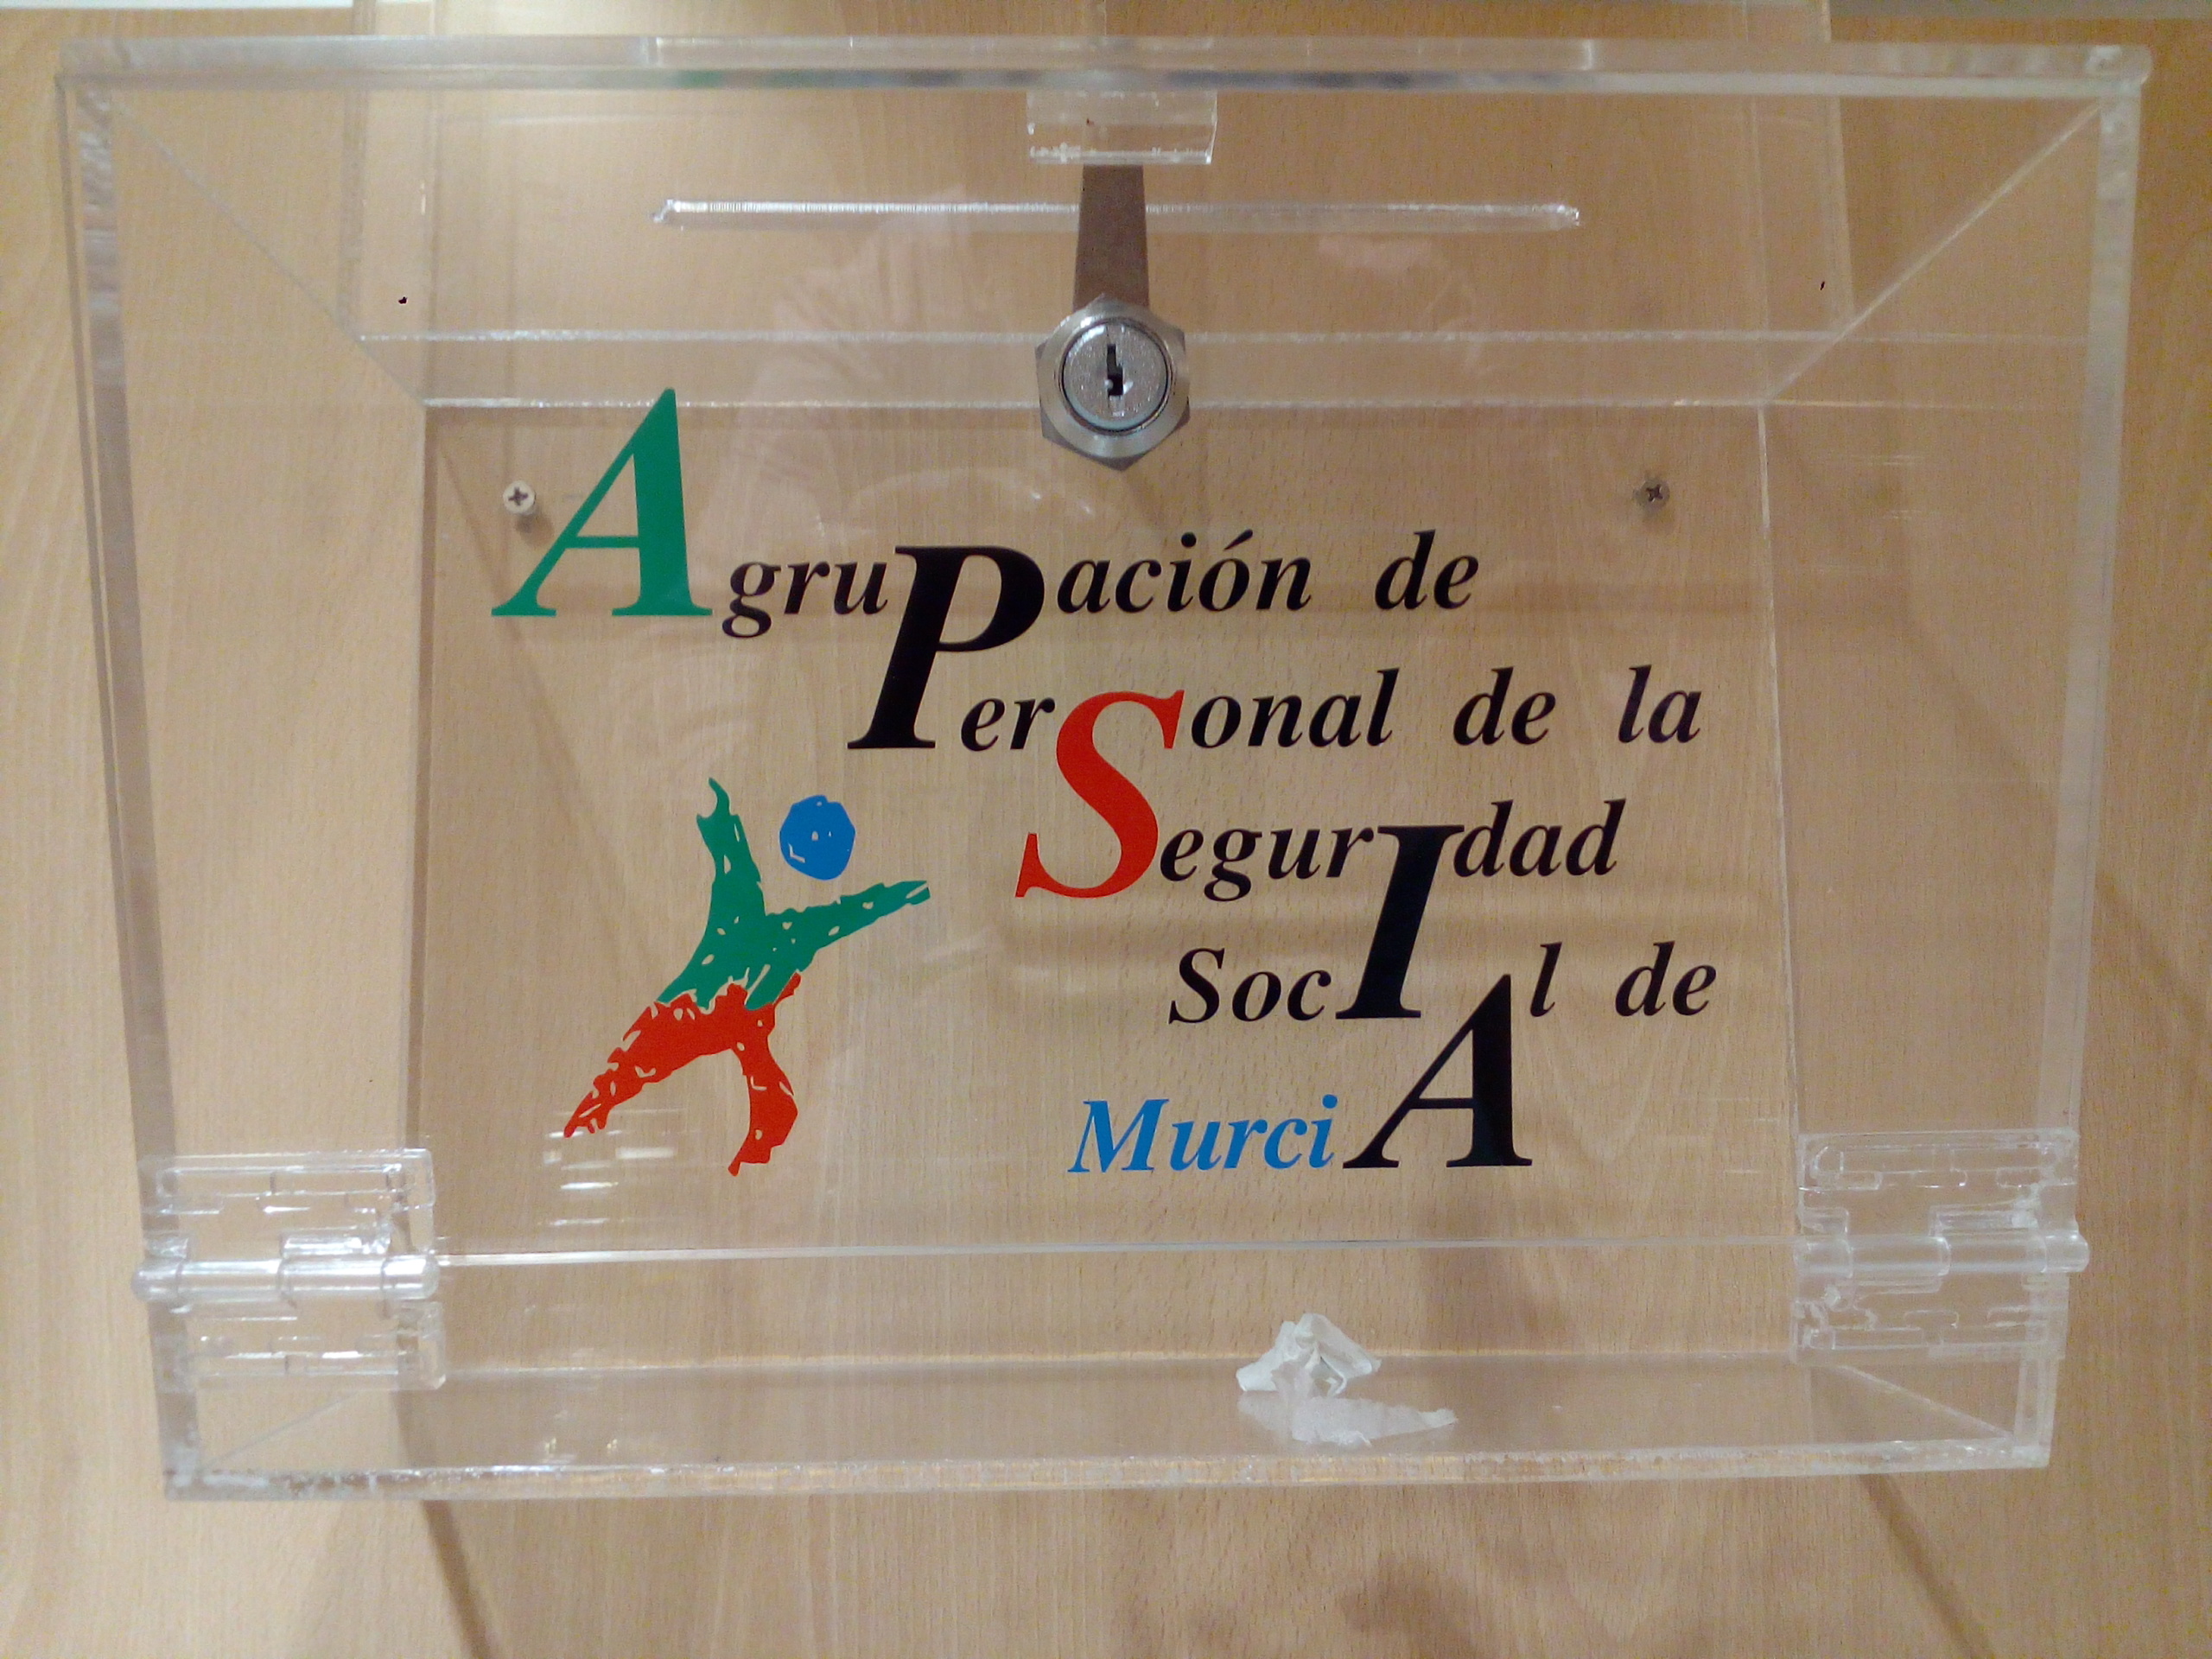 AgruPación de
PerSonal de la
SegurIdad
SocIAl de
MurciA